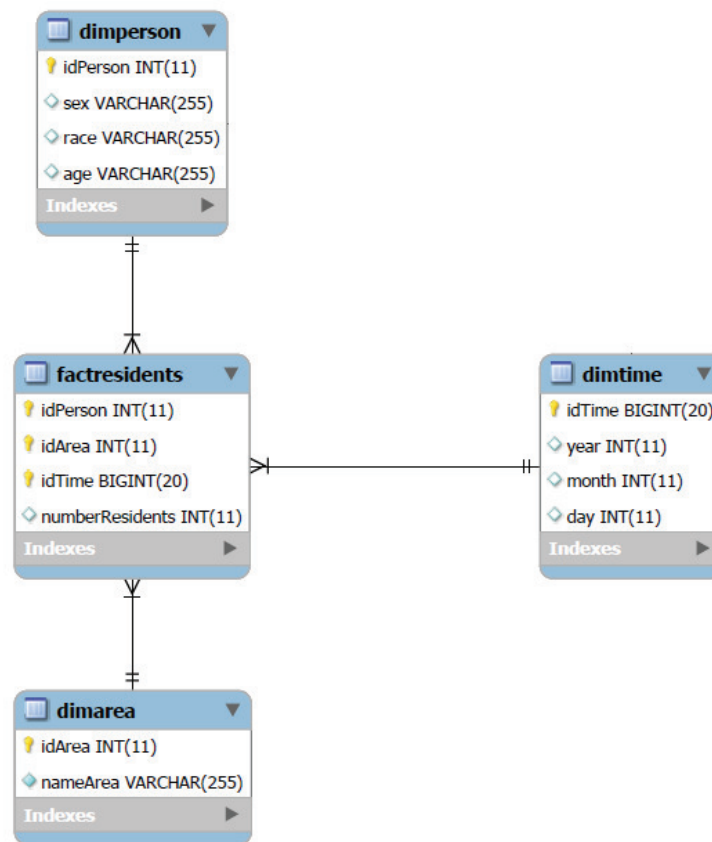 dimperson
idPerson INT(11)
sex VARCHAR(255)
race VARCHAR(255)
age VARCHAR(255)
Indexes
factresidents
idPerson INT(11)
idArea INT(11)
idTime BIGINT(20)
numberResidents INT(11)
Indexes
dimtime
idTime BIGINT(20)
year INT(11)
month INT(11)
day INT(11)
Indexes
dimarea
idArea INT(11)
nameArea VARCHAR(255)
Indexes